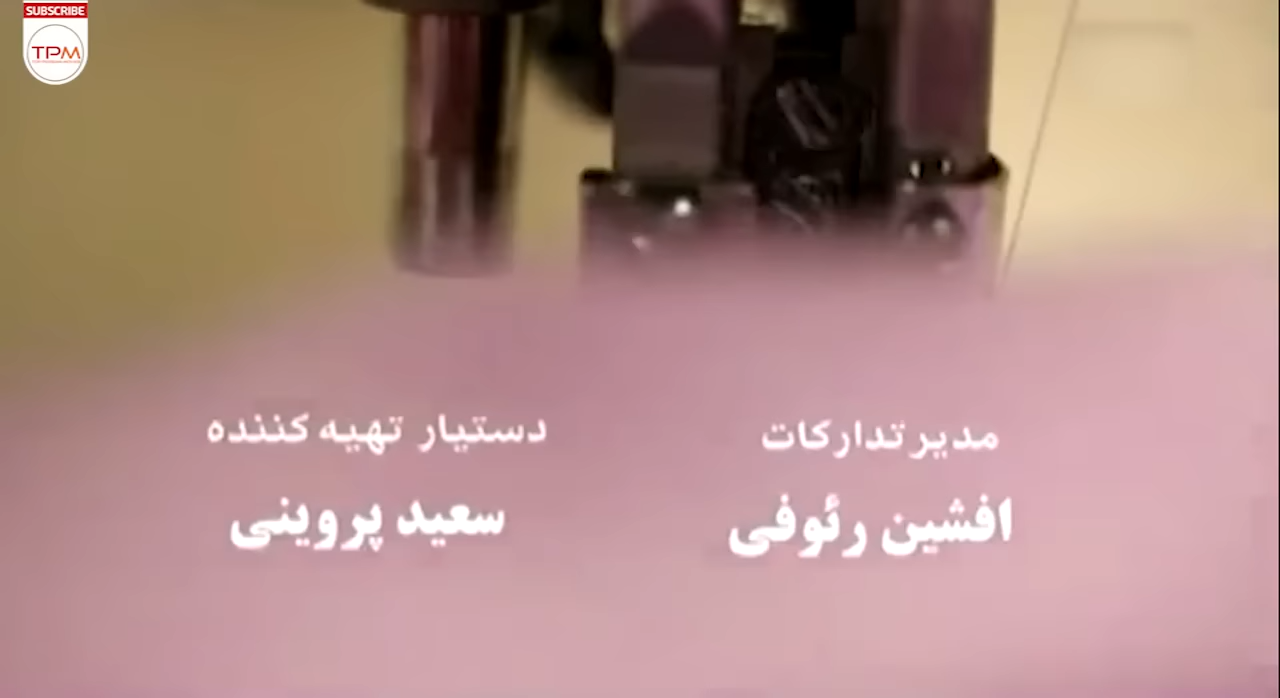 SUBSCRIBE
TPM
مدیر تدارکات
افشین رئوفی
دستیار تهیه کننده
سعید پروینی